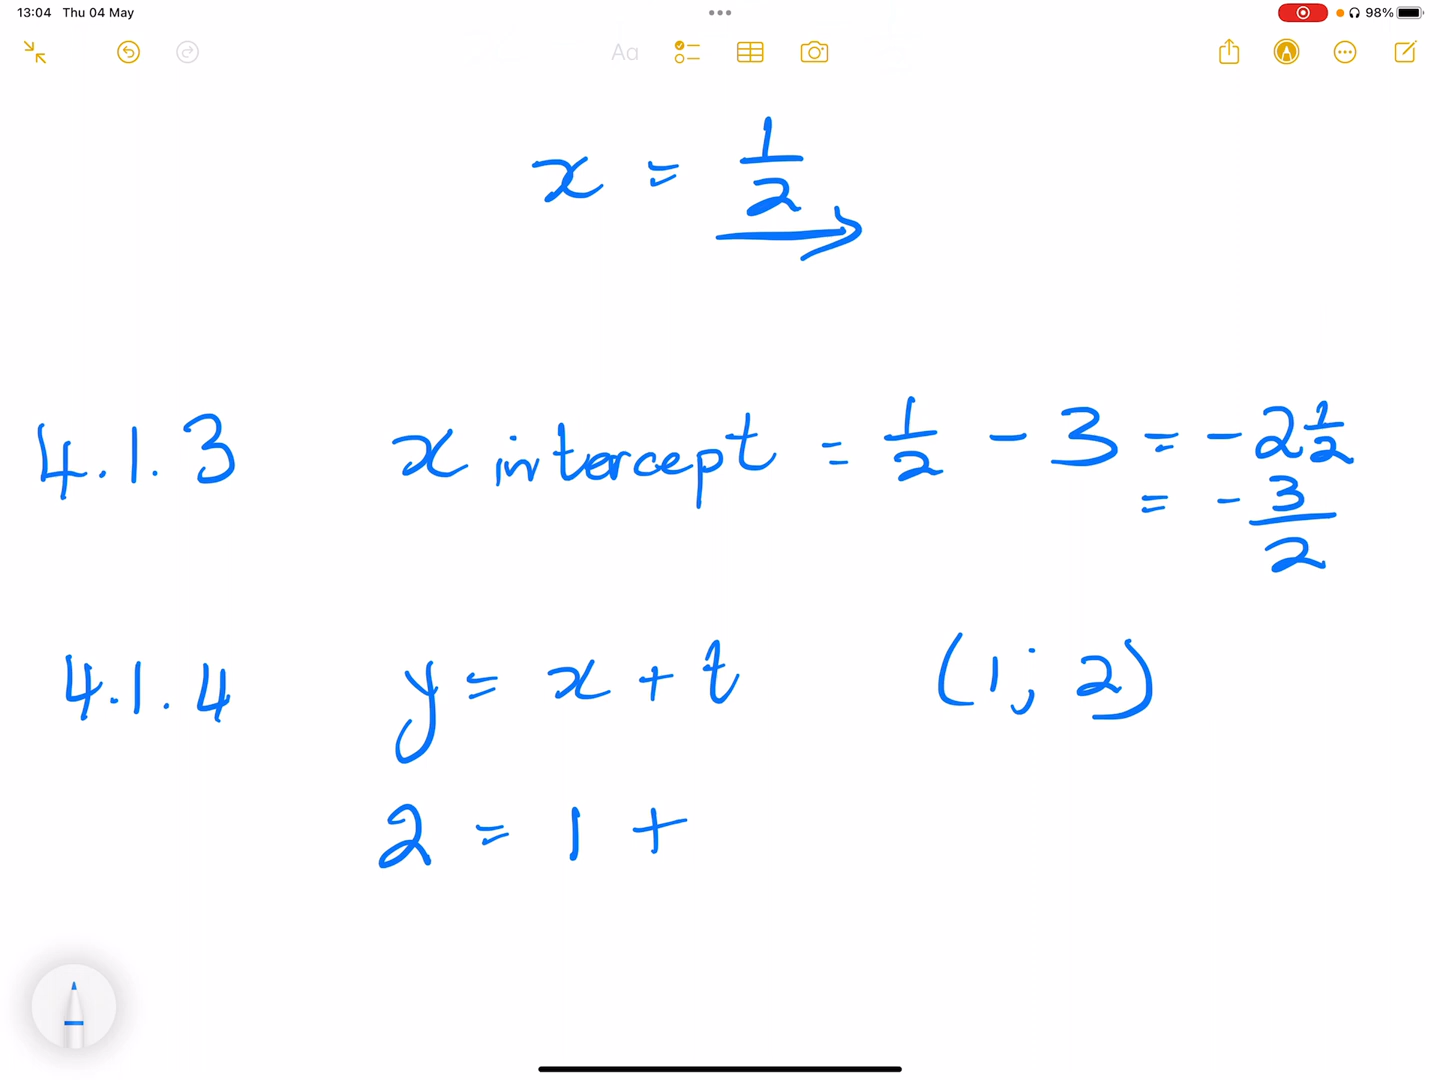 13:04 Thu 04 May
98%
Aa
x = 1/2
4.1.3 x intercept = 1/2 - 3 = -2 1/2
= - 3/2
4.1.4 y = x + t (1; 2)
2 = 1 +